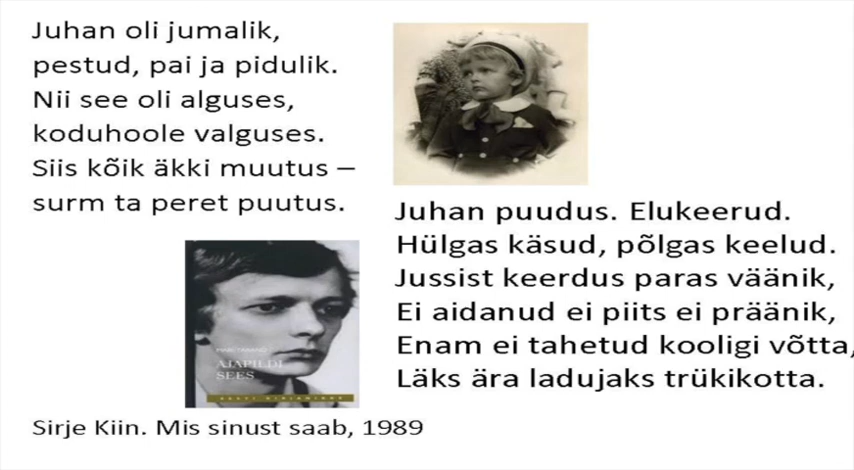 Juhan oli jumalik,
pestud, pai ja pidulik.
Nii see oli alguses,
koduhoole valguses.
Siis kõik äkki muutus –
surm ta peret puutus.
Juhan puudus. Elukeerud.
Hülgas käsud, põlgas keelud.
Jussist keerdus paras väänik,
Ei aidanud ei piits ei präänik,
Enam ei tahetud kooligi võtta,
Läks ära ladujaks trükikotta.
AJAPILDI
SEES
Sirje Kiin. Mis sinust saab, 1989